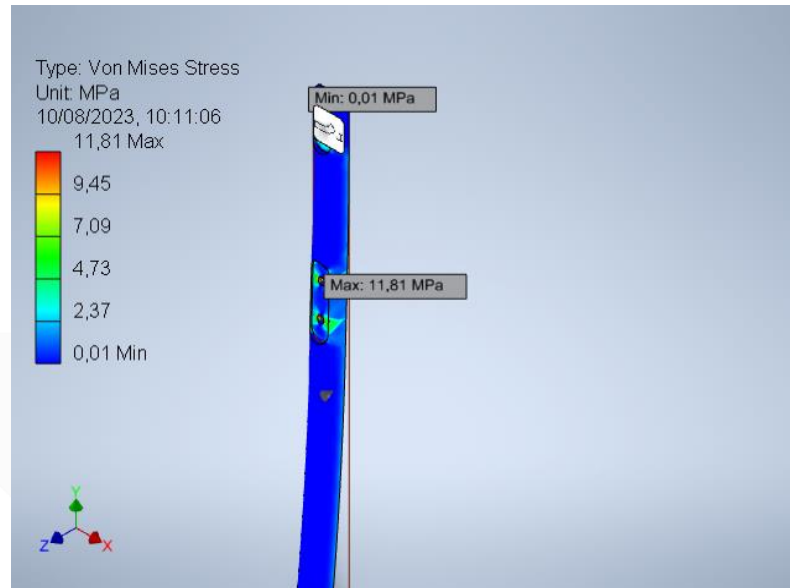 Type: Von Mises Stress
Unit: MPa
10/08/2023, 10:11:06
11,81 Max
9,45
7,09
4,73
2,37
0,01 Min
Min: 0,01 MPa
Max: 11,81 MPa
Y
Z
X